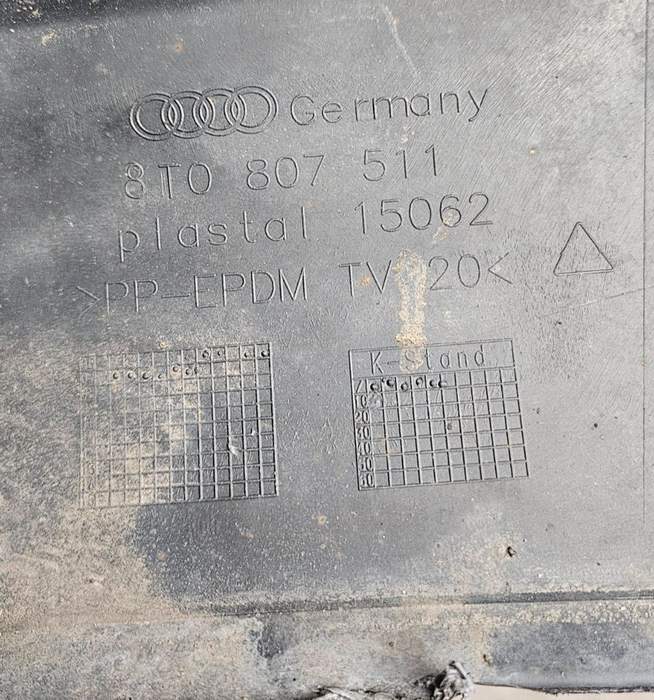 Germany
8T0 807 511
plastal 15062
>PP-EPDM TV 20<
K-Stand